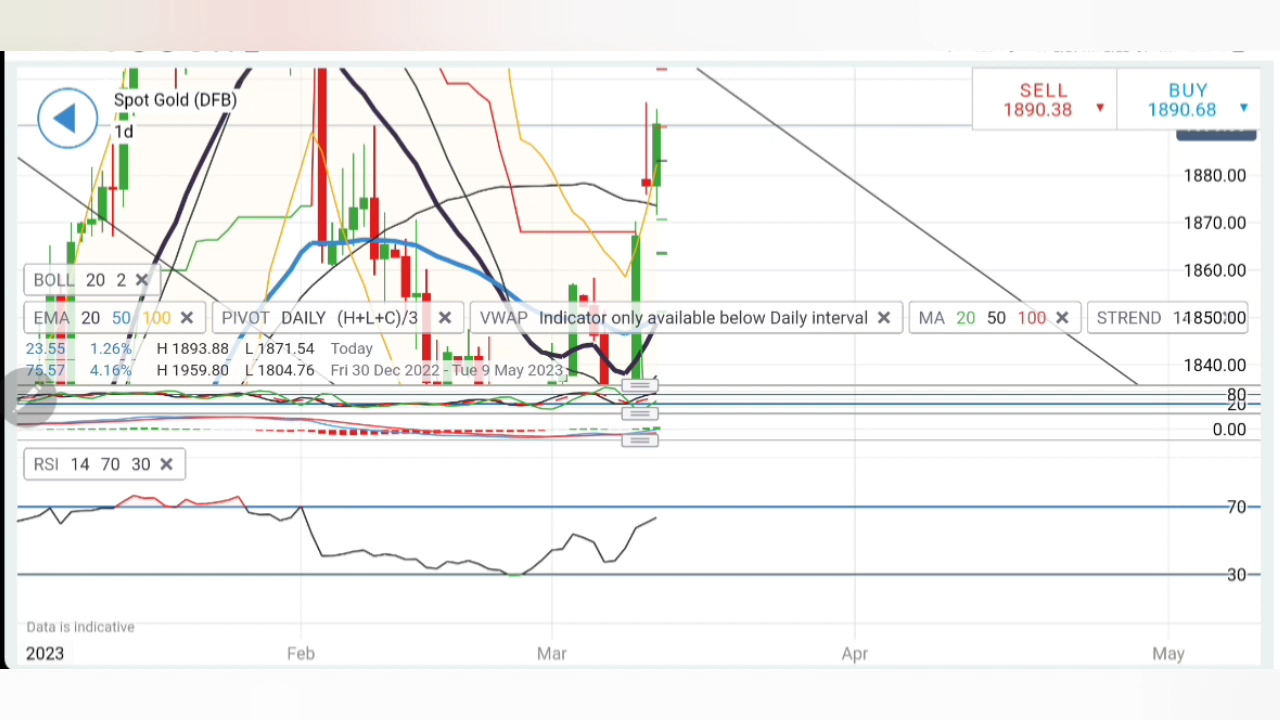 Spot Gold (DFB)
1d
SELL
1890.38
BUY
1890.68
1880.00
1870.00
1860.00
1850.00
1840.00
BOLL 20 2
EMA 20 50 100
PIVOT DAILY (H+L+C)/3
VWAP Indicator only available below Daily interval
MA 20 50 100
STREND
23.55 1.26% H 1893.88 L 1871.54 Today
75.57 4.16% H 1959.80 L 1804.76 Fri 30 Dec 2022 - Tue 9 May 2023
80
20
0.00
RSI 14 70 30
70
30
Data is indicative
2023 Feb Mar Apr May